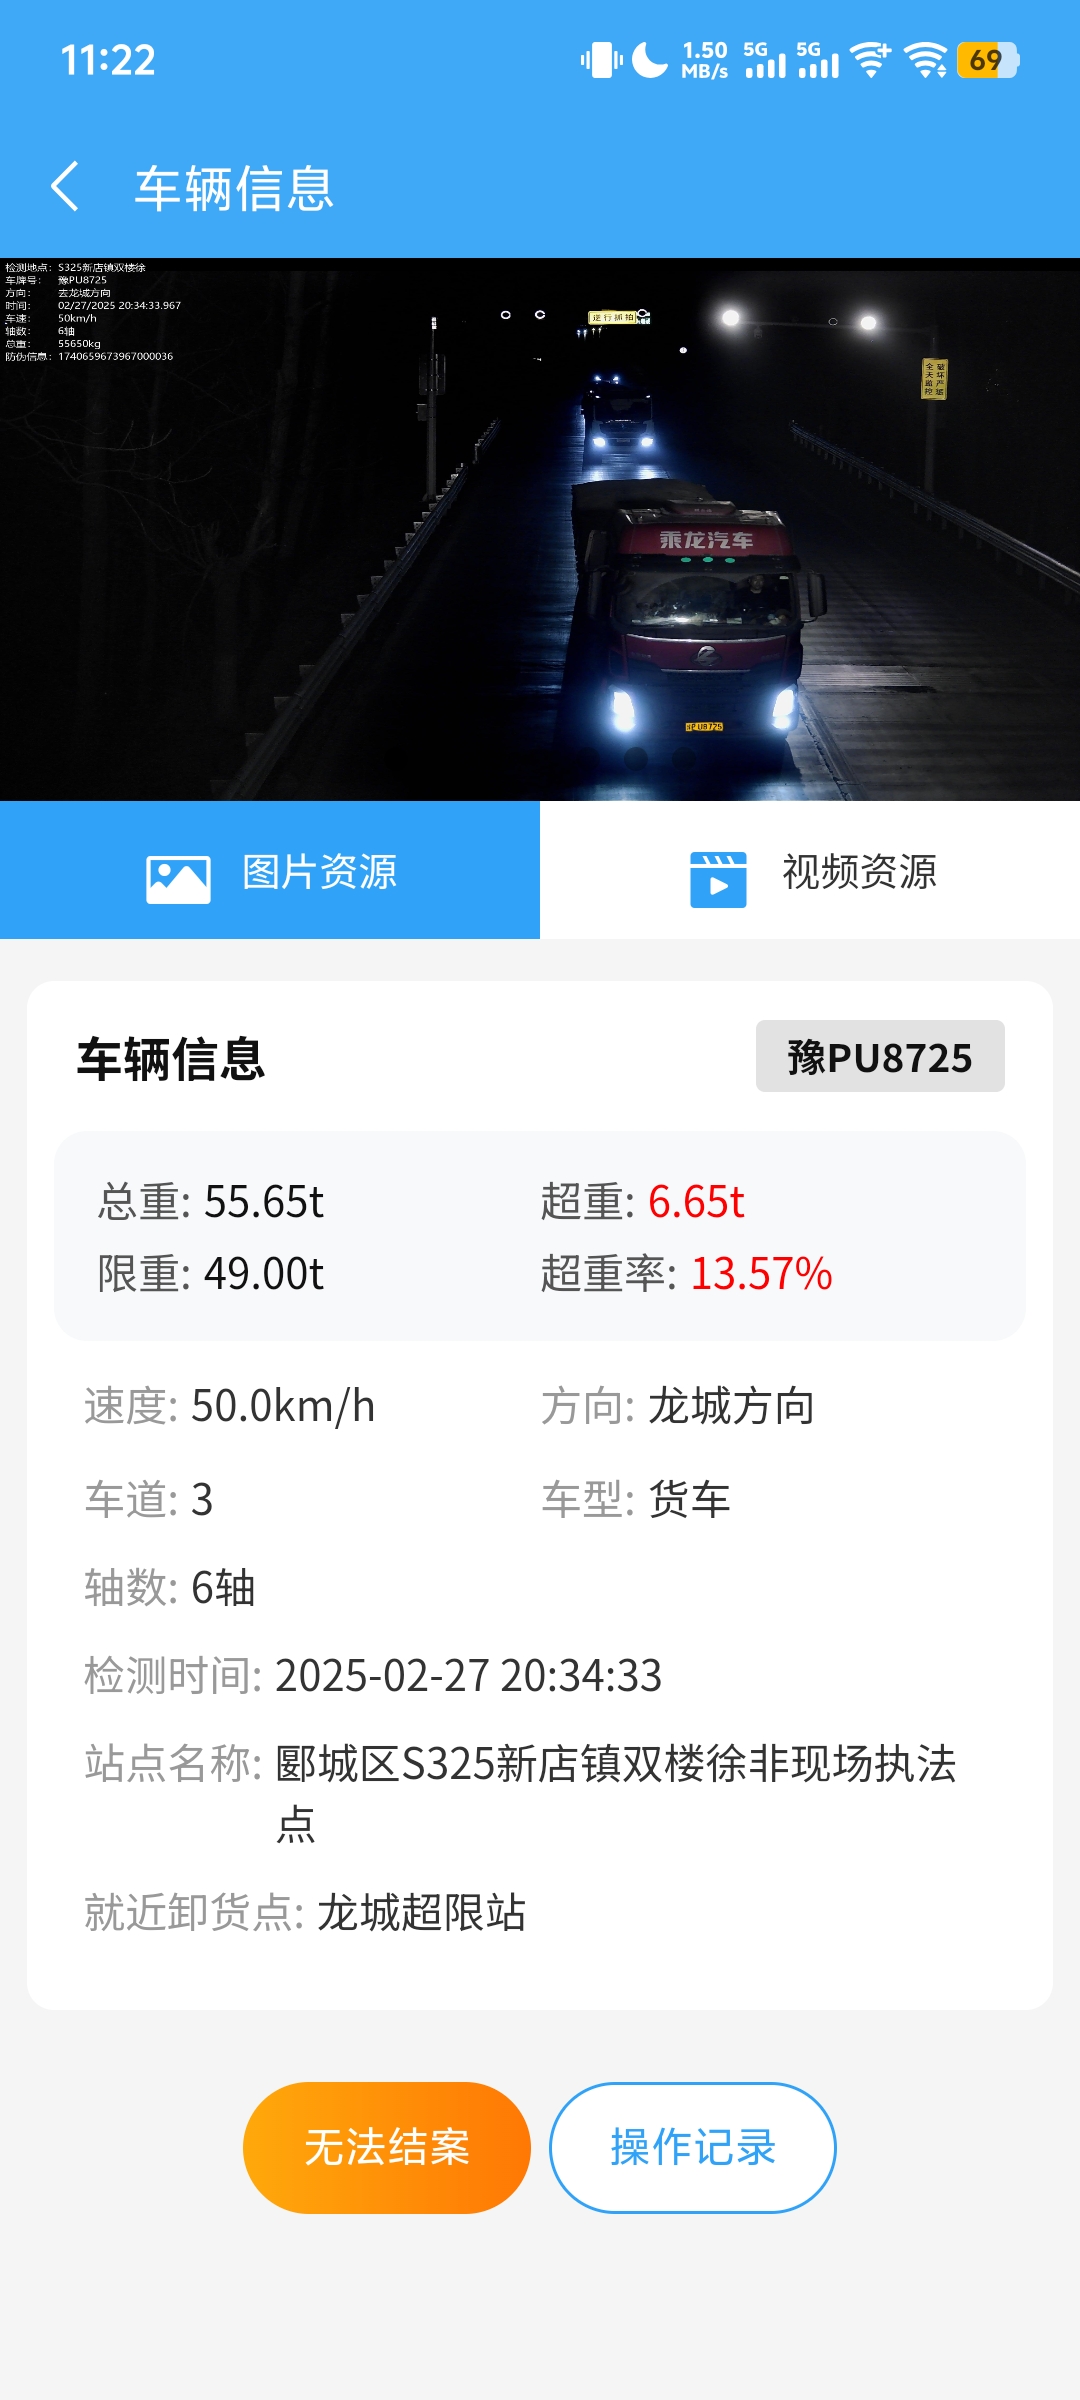 11:22
1.50 MB/s 5G 5G 69
车辆信息
检测地点: S325新店镇双楼徐
车牌号: 豫PU8725
方向: 去龙城方向
时间: 02/27/2025 20:34:33.967
车速: 50km/h
轴数: 6轴
总重: 55650kg
防伪信息: 1740659673967000036
逆行抓拍
乘龙汽车
图片资源
视频资源
车辆信息
豫PU8725
总重: 55.65t
超重: 6.65t
限重: 49.00t
超重率: 13.57%
速度: 50.0km/h
方向: 龙城方向
车道: 3
车型: 货车
轴数: 6轴
检测时间: 2025-02-27 20:34:33
站点名称: 郾城区S325新店镇双楼徐非现场执法
点
就近卸货点: 龙城超限站
无法结案
操作记录